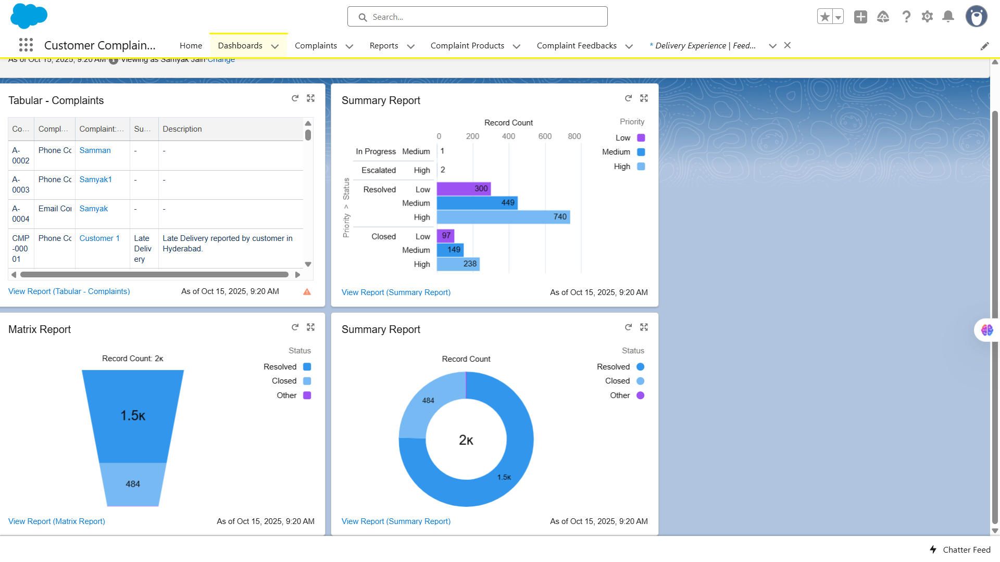 Search...
Customer Complain...
Home
Dashboards
Complaints
Reports
Complaint Products
Complaint Feedbacks
* Delivery Experience | Feed...
As of Oct 15, 2025, 9:20 AM·Viewing as Samyak Jain·Change
Tabular - Complaints
Co... Compl... Complaint:... Su... Description
A-0002 Phone Cc Samman - -
A-0003 Phone Cc Samyak1 - -
A-0004 Email Coi Samyak - -
CMP-00001 Phone Cc Customer 1 Late Delivery Late Delivery reported by customer in Hyderabad.
View Report (Tabular - Complaints)
As of Oct 15, 2025, 9:20 AM
Summary Report
Record Count
0 200 400 600 800
Priority > Status
In Progress Medium 1
Escalated High 2
Resolved Low 300
Medium 449
High 740
Closed Low 97
Medium 149
High 238
Priority
Low
Medium
High
View Report (Summary Report)
As of Oct 15, 2025, 9:20 AM
Matrix Report
Record Count: 2K
1.5K
484
Status
Resolved
Closed
Other
View Report (Matrix Report)
As of Oct 15, 2025, 9:20 AM
Summary Report
Record Count
484
2K
1.5K
Status
Resolved
Closed
Other
View Report (Summary Report)
As of Oct 15, 2025, 9:20 AM
Chatter Feed